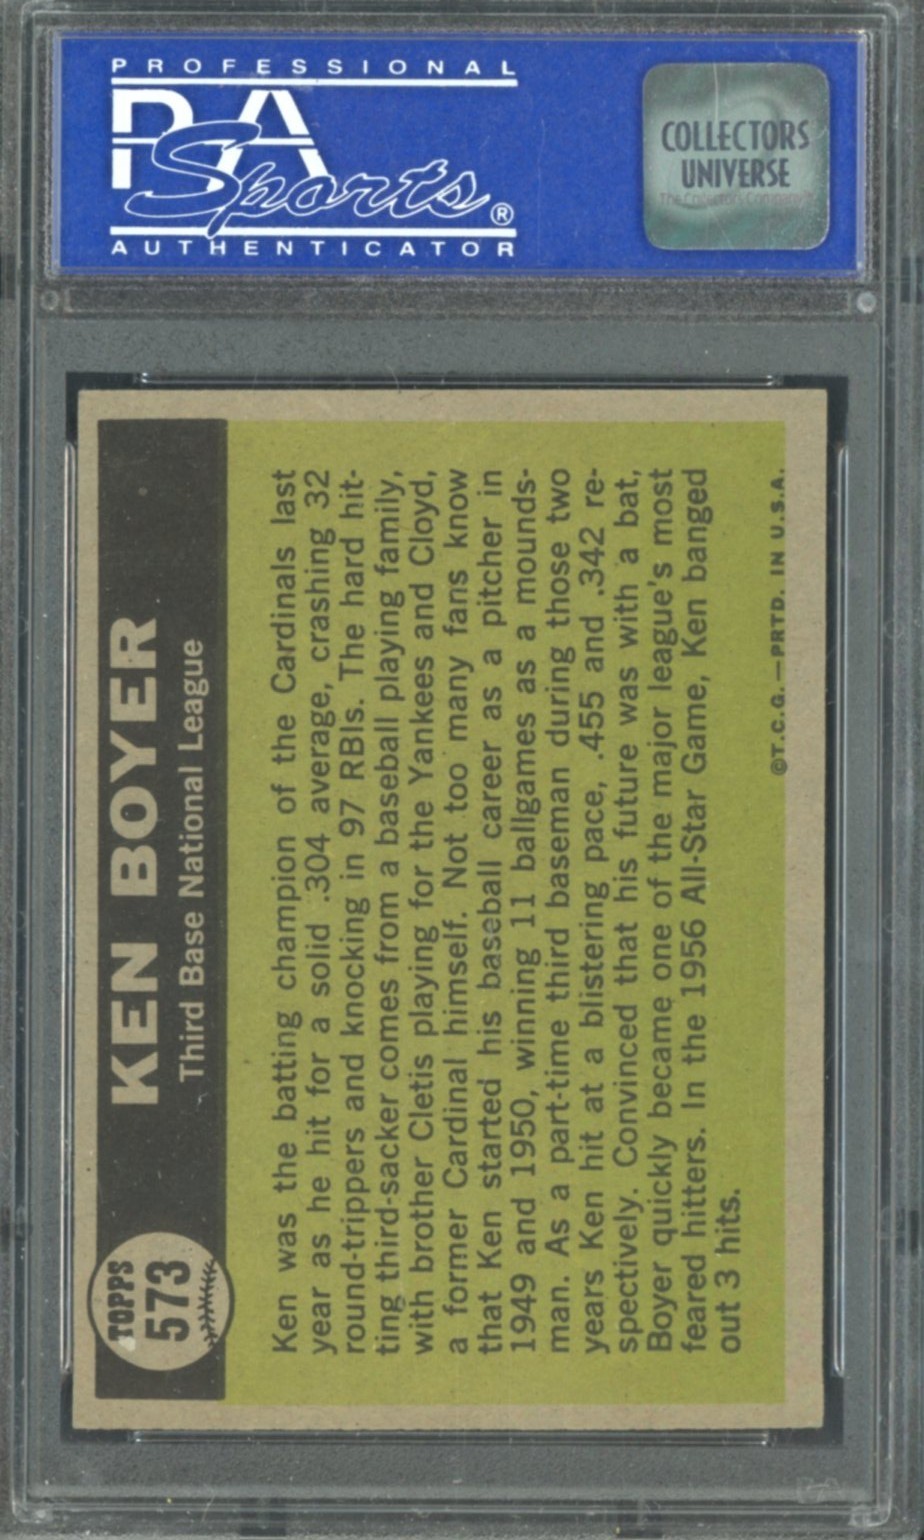 PROFESSIONAL
PSA
Sports®
AUTHENTICATOR
COLLECTORS
UNIVERSE
The Collectors Company
TOPPS
573
KEN BOYER
Third Base National League
Ken was the batting champion of the Cardinals last
year as he hit for a solid .304 average, crashing 32
round-trippers and knocking in 97 RBIs. The hard hit-
ting third-sacker comes from a baseball playing family,
with brother Cletis playing for the Yankees and Cloyd,
a former Cardinal himself. Not too many fans know
that Ken started his baseball career as a pitcher in
1949 and 1950, winning 11 ballgames as a mounds-
man. As a part-time third baseman during those two
years Ken hit at a blistering pace, .455 and .342 re-
spectively. Convinced that his future was with a bat,
Boyer quickly became one of the major league's most
feared hitters. In the 1956 All-Star Game, Ken banged
out 3 hits.
©T.C.G.—PRTD. IN U.S.A.